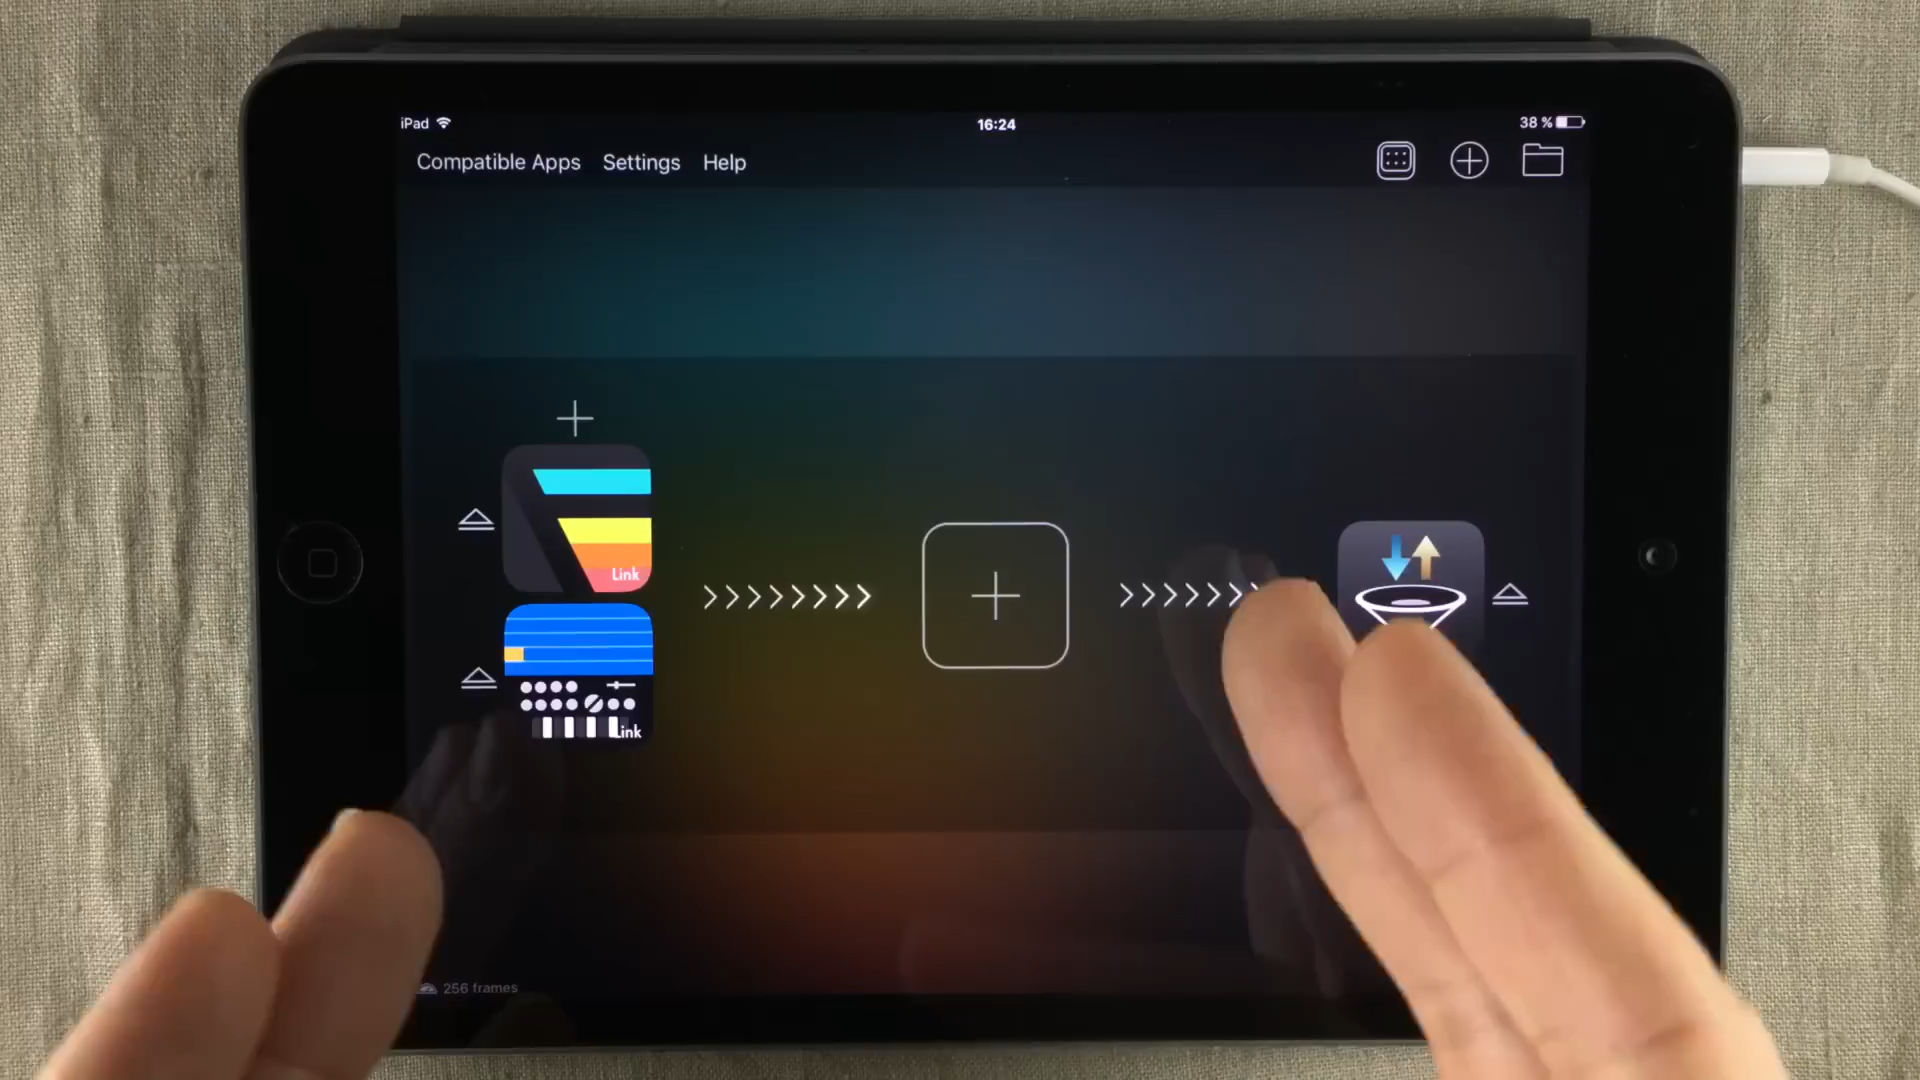 iPad
16:24
38 %
Compatible Apps Settings Help
Link
Link
256 frames